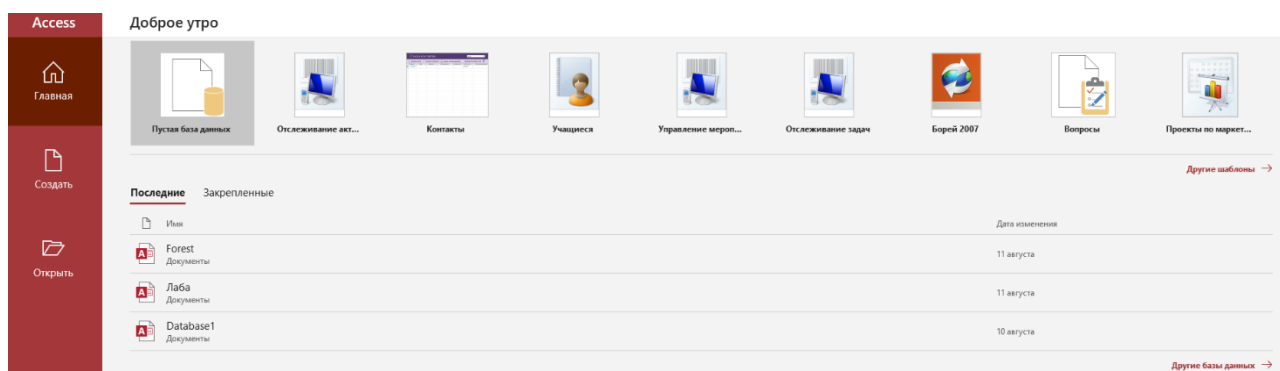 Access
Доброе утро
Главная
Создать
Открыть
Пустая база данных
Отслеживание акт...
Контакты
Учащиеся
Управление мероп...
Отслеживание задач
Борей 2007
Вопросы
Проекты по маркет...
Другие шаблоны
Последние Закрепленные
Имя Дата изменения
Forest
Документы
11 августа
Лаба
Документы
11 августа
Database1
Документы
10 августа
Другие базы данных